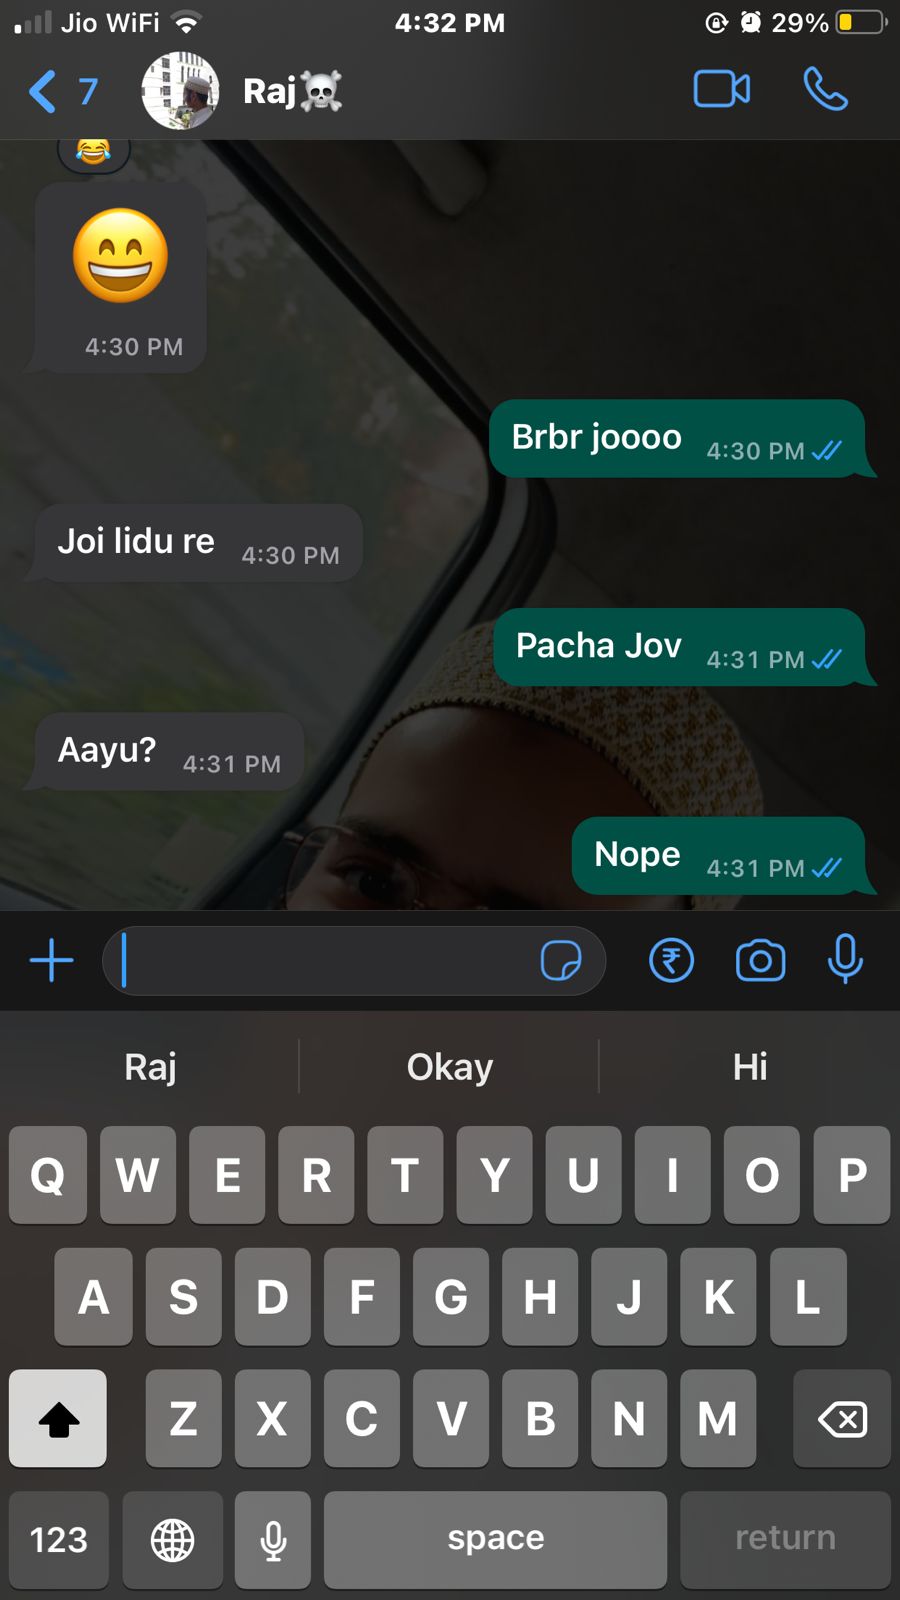 Jio WiFi 4:32 PM 29%
7 Raj☠️
😂
😄
4:30 PM
Brbr joooo 4:30 PM
Joi lidu re 4:30 PM
Pacha Jov 4:31 PM
Aayu? 4:31 PM
Nope 4:31 PM
₹
Raj Okay Hi
Q W E R T Y U I O P
A S D F G H J K L
Z X C V B N M
123 space return